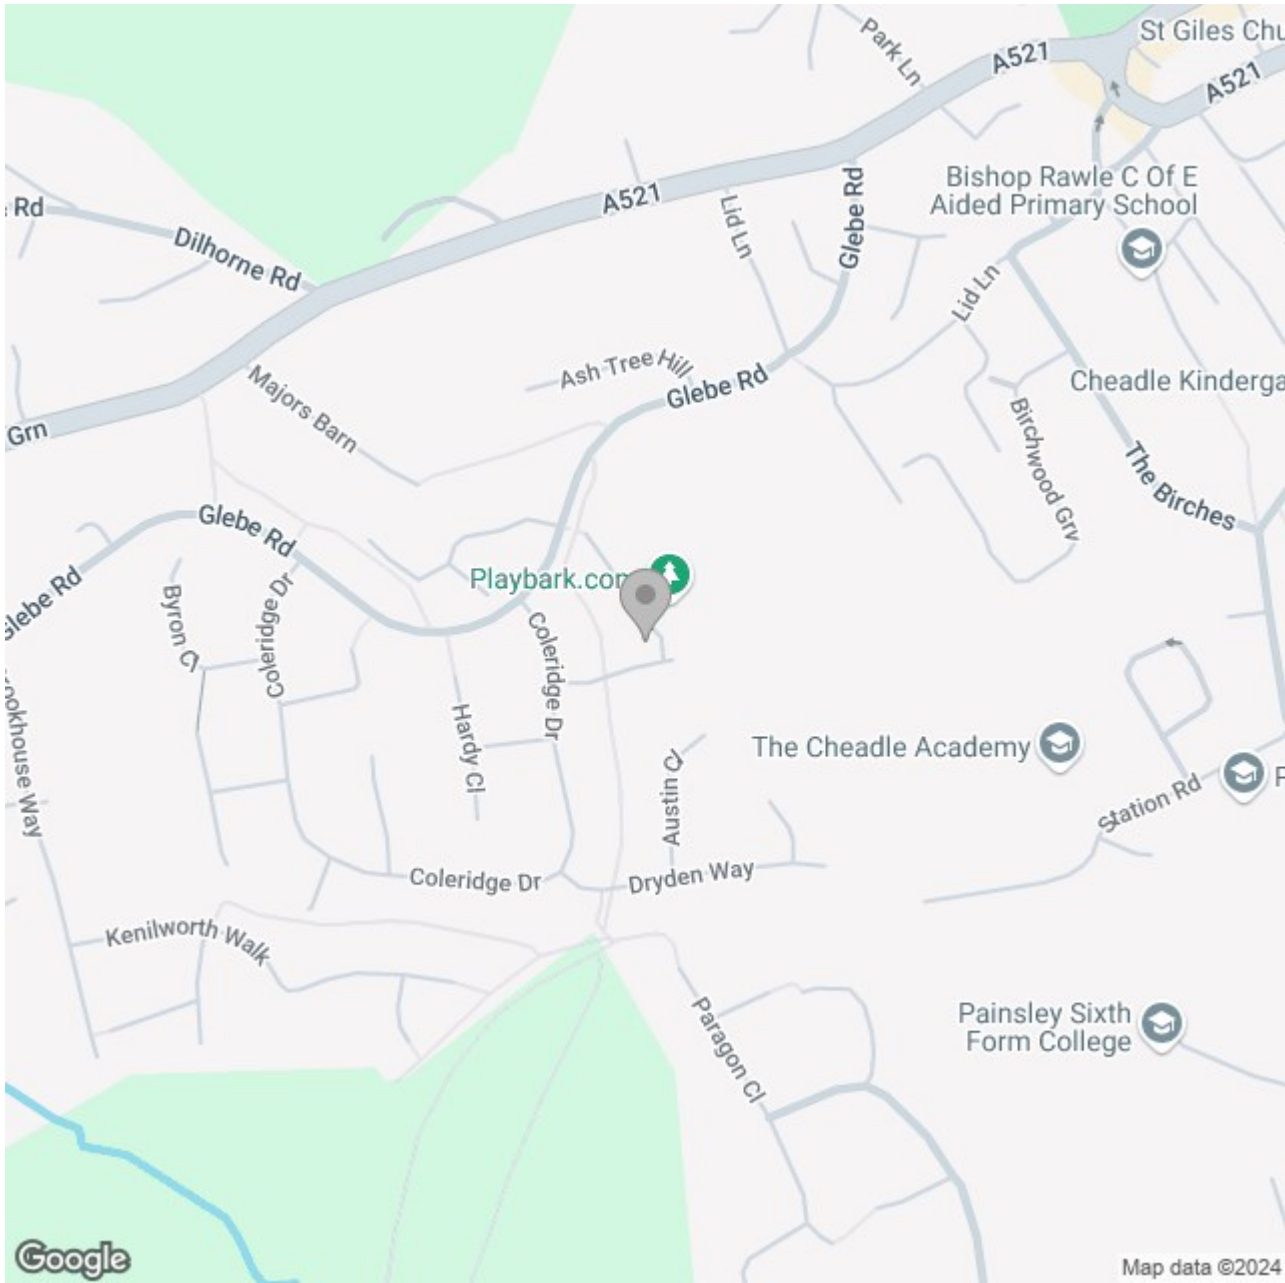 St Giles Chu
Park Ln
A521
A521
Bishop Rawle C Of E
Aided Primary School
A521
Rd
Dilhorne Rd
Lid Ln
Glebe Rd
Lid Ln
Ash Tree Hill
Glebe Rd
Majors Barn
Cheadle Kinderga
Grn
Birchwood Grv
The Birches
Glebe Rd
Playbark.com
Glebe Rd
Byron Cl
Coleridge Dr
Coleridge Dr
ookhouse Way
Hardy Cl
The Cheadle Academy
Austin Cl
P
Station Rd
Coleridge Dr
Dryden Way
Kenilworth Walk
Paragon Cl
Painsley Sixth
Form College
Google
Map data ©2024